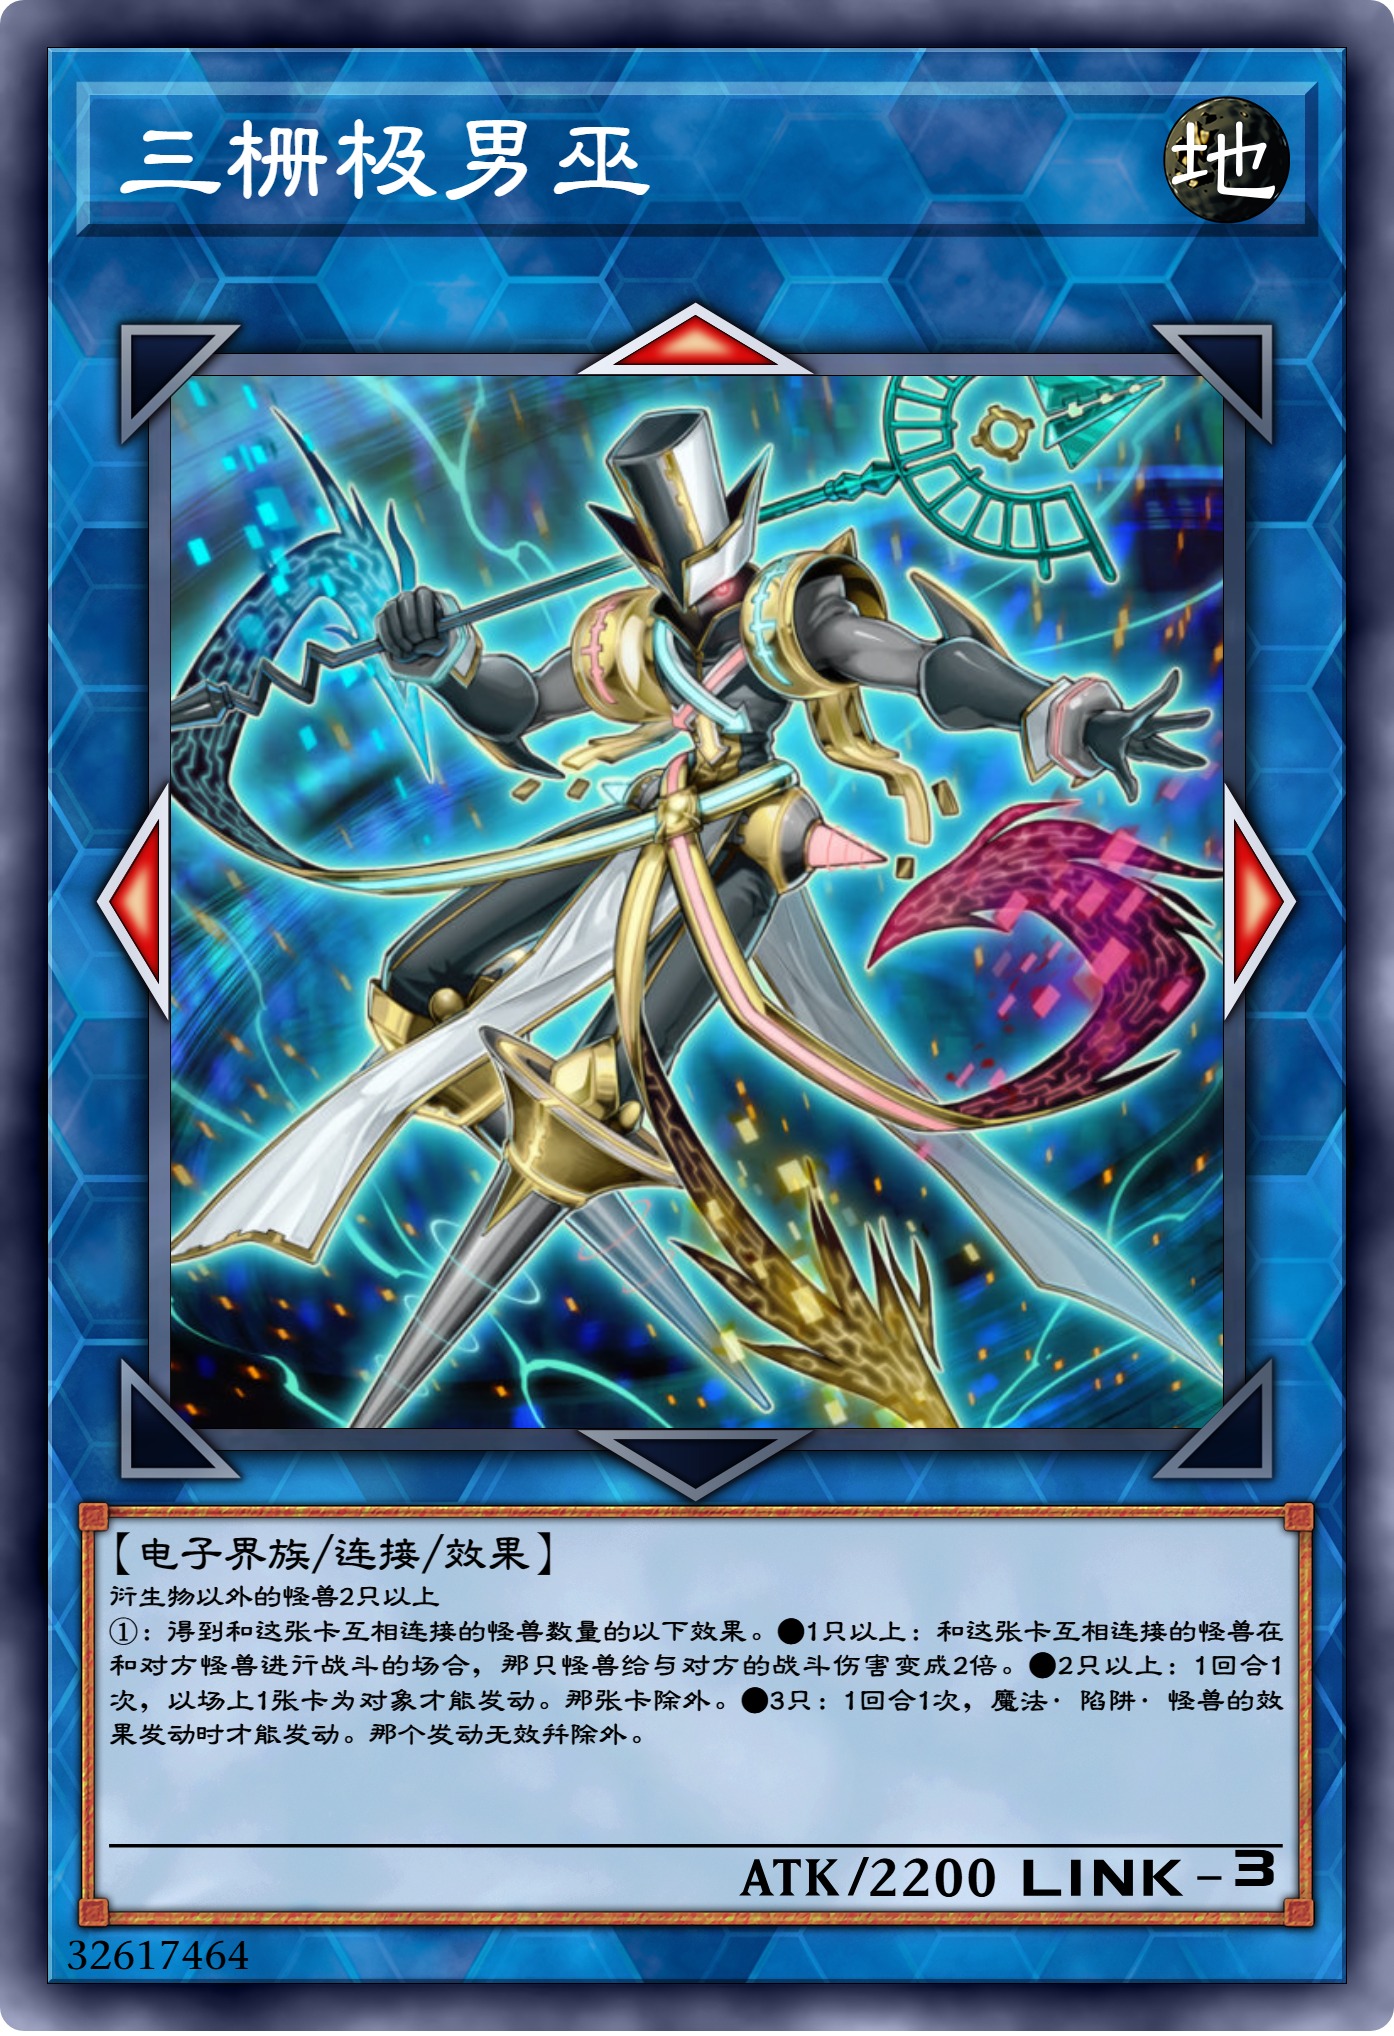 三栅极男巫
地
【电子界族/连接/效果】
衍生物以外的怪兽2只以上
①：得到和这张卡互相连接的怪兽数量的以下效果。●1只以上：和这张卡互相连接的怪兽在
和对方怪兽进行战斗的场合，那只怪兽给与对方的战斗伤害变成2倍。●2只以上：1回合1
次，以场上1张卡为对象才能发动。那张卡除外。●3只：1回合1次，魔法·陷阱·怪兽的效
果发动时才能发动。那个发动无效并除外。
ATK/2200 LINK-3
32617464